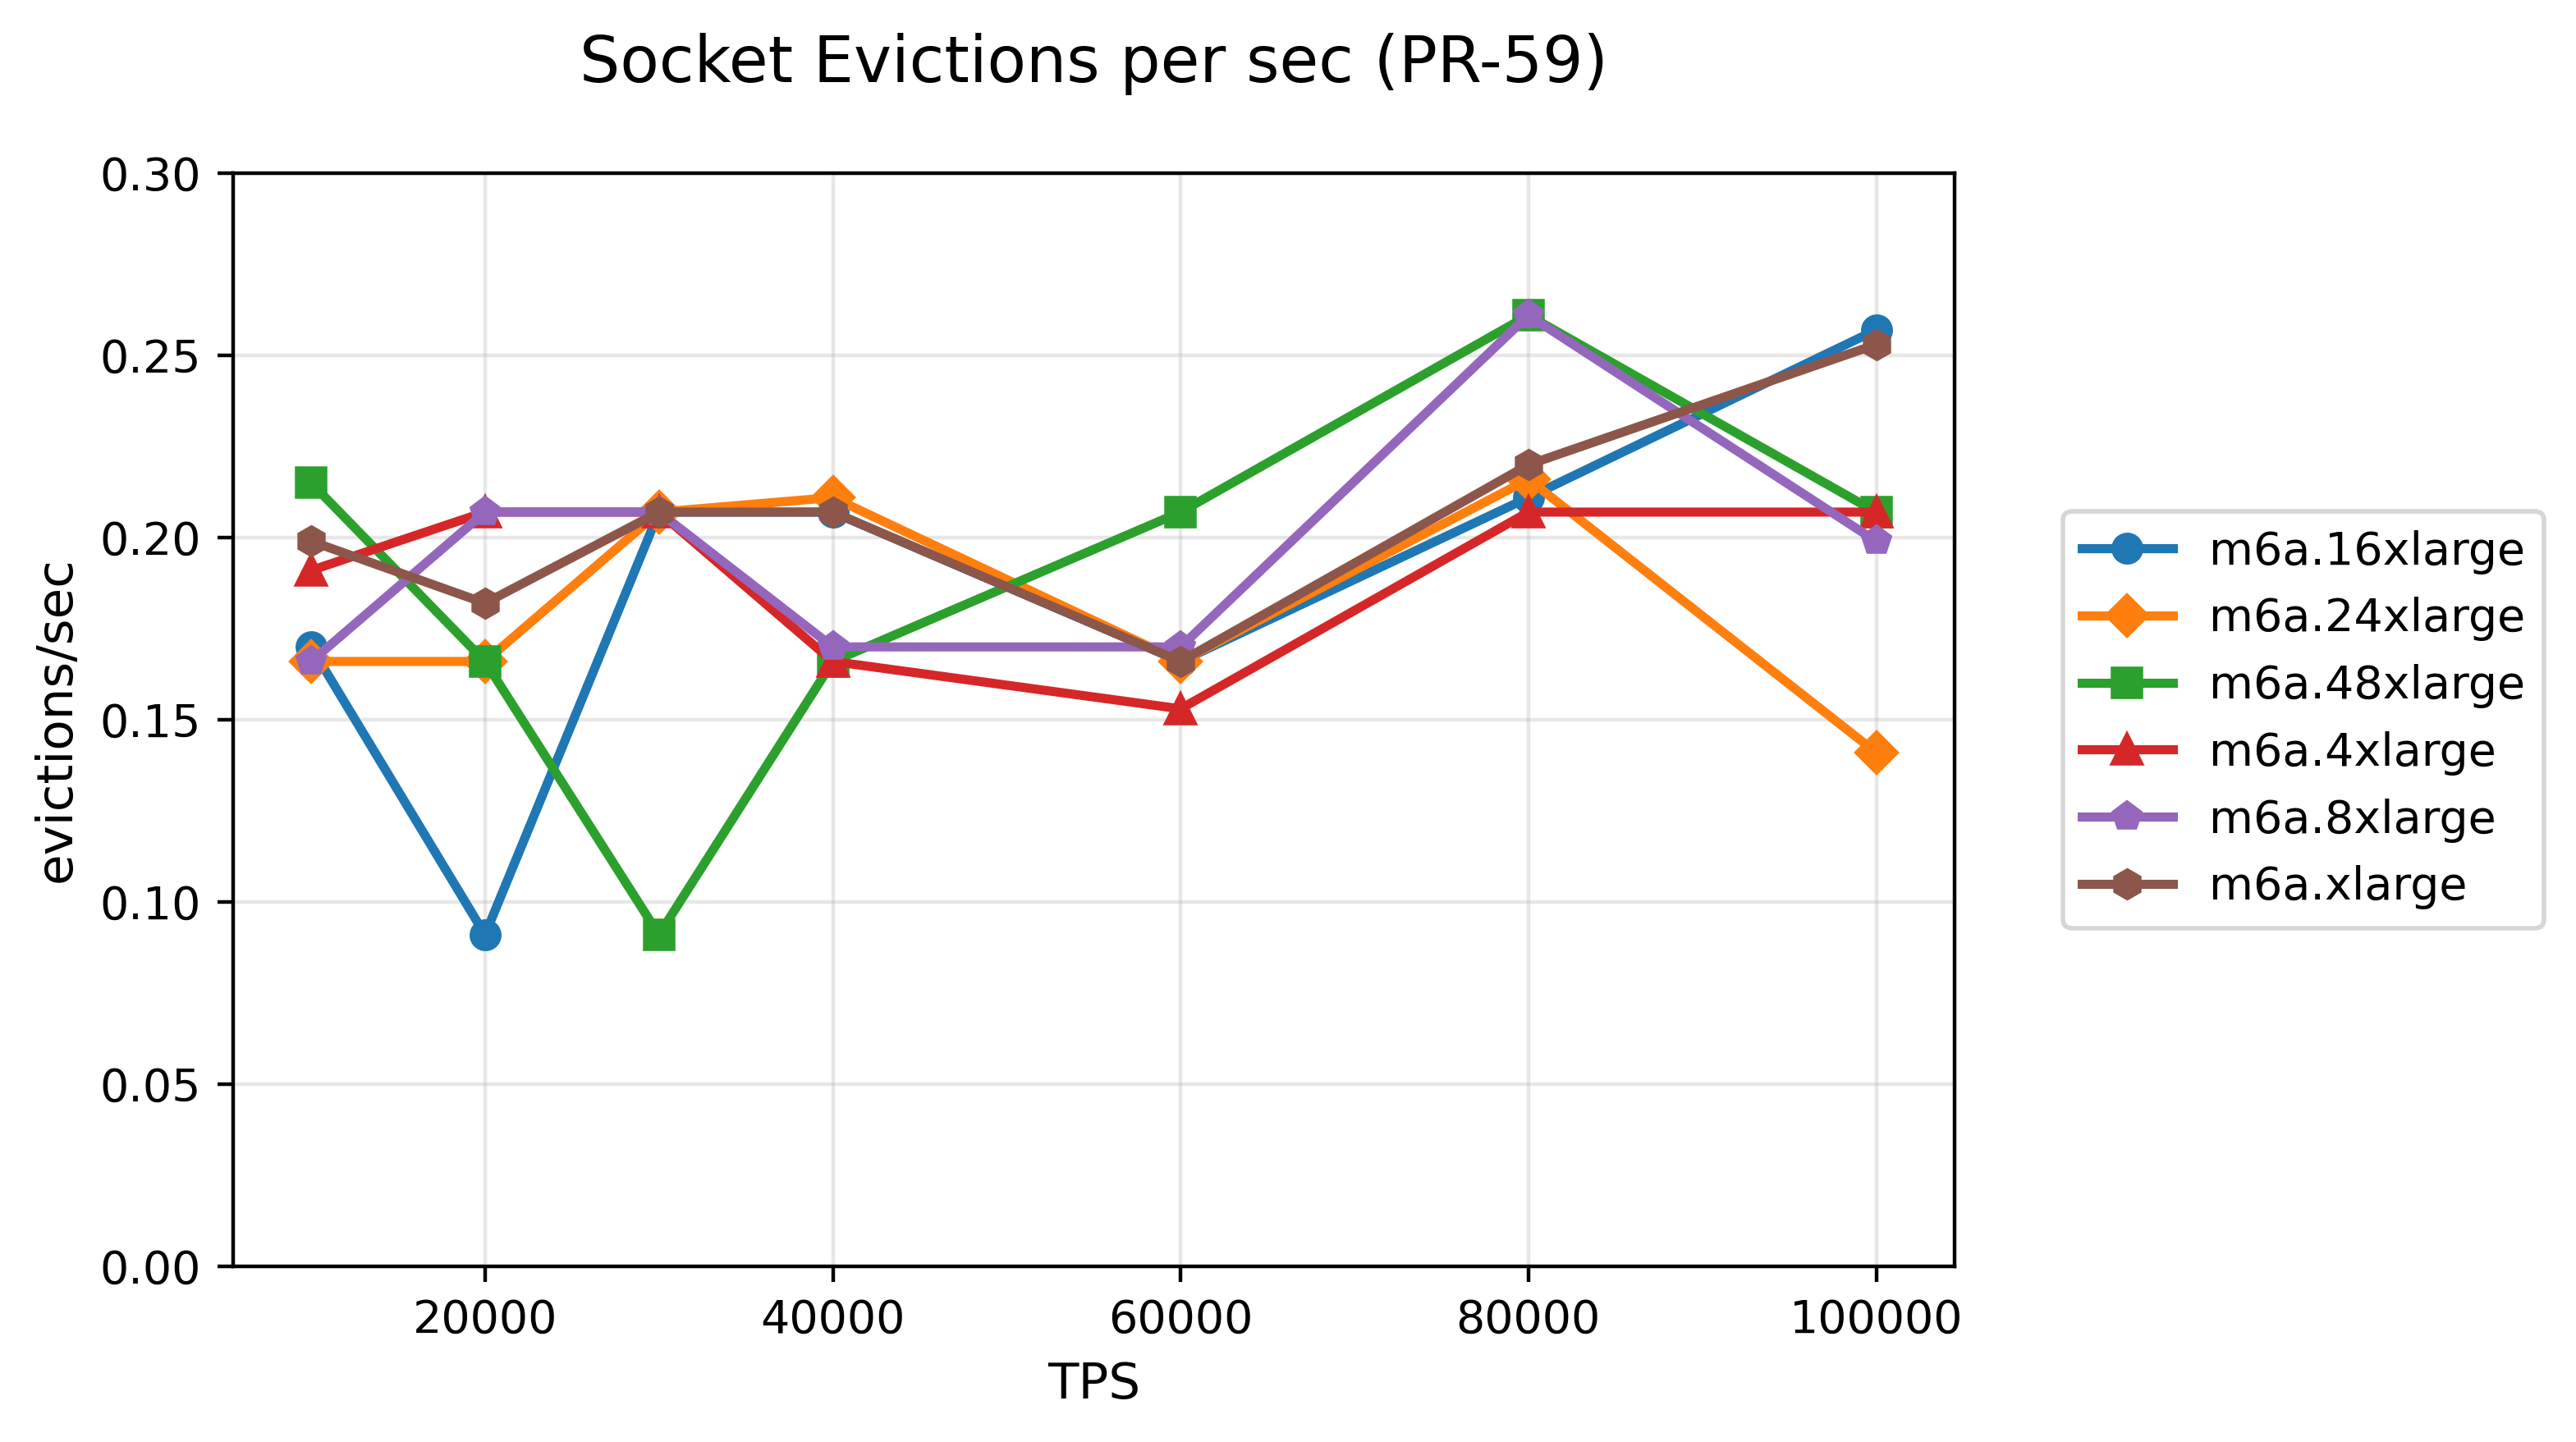 Socket Evictions per sec (PR-59)
0.30
0.25
0.20
0.15
0.10
0.05
0.00
evictions/sec
20000 40000 60000 80000 100000
TPS
m6a.16xlarge
m6a.24xlarge
m6a.48xlarge
m6a.4xlarge
m6a.8xlarge
m6a.xlarge